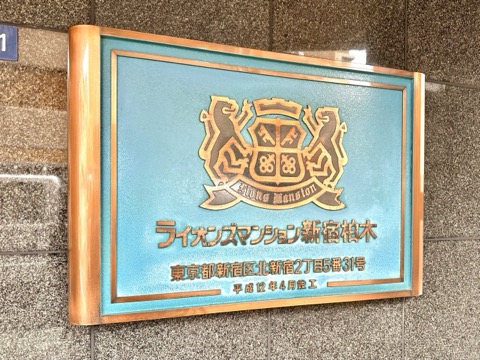 1
Lions Mansion
ライオンズマンション新宿柏木
東京都新宿区北新宿2丁目5番31号
平成12年4月竣工